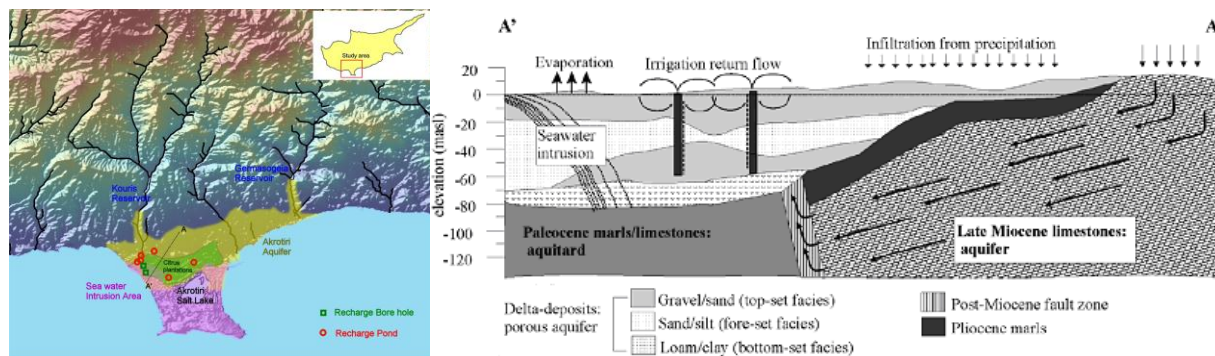 Study area
Germasogeia
Reservoir
Kouris
Reservoir
A
Akrotiri
Aquifer
Citrus
plantations
A'
Sea water
Intrusion Area
Akrotiri
Salt Lake
Recharge Bore hole
Recharge Pond
A'
A
Infiltration from precipitation
Evaporation
Irrigation return flow
20
0
-20
-40
-60
-80
-100
-120
elevation (masl)
Seawater
intrusion
Paleocene marls/limestones:
aquitard
Late Miocene limestones:
aquifer
Delta-deposits:
porous aquifer
Gravel/sand (top-set facies)
Sand/silt (fore-set facies)
Loam/clay (bottom-set facies)
Post-Miocene fault zone
Pliocene marls